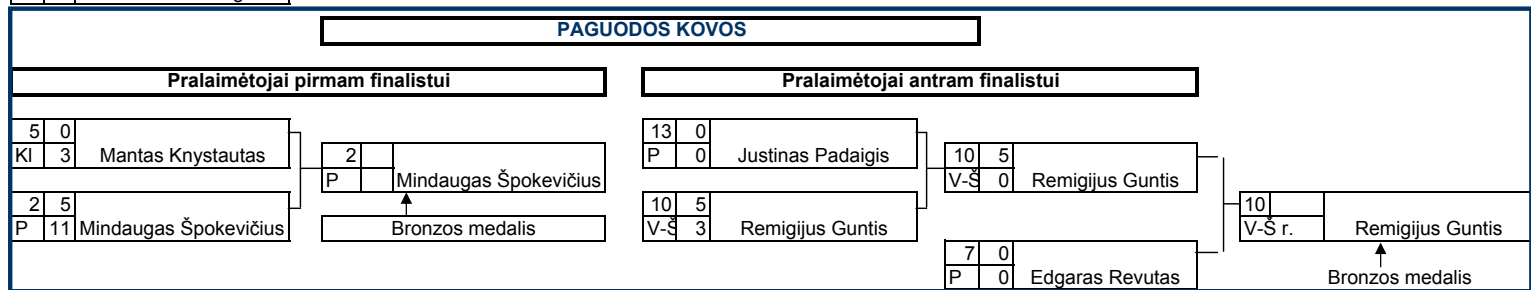 PAGUODOS KOVOS
Pralaimėtojai pirmam finalistui
Pralaimėtojai antram finalistui
5 0
Kl 3 Mantas Knystautas
2
P Mindaugas Špokevičius
2 5
P 11 Mindaugas Špokevičius
Bronzos medalis
13 0
P 0 Justinas Padaigis
10 5
V-Š 3 Remigijus Guntis
10 5
V-Š 0 Remigijus Guntis
7 0
P 0 Edgaras Revutas
10
V-Š r. Remigijus Guntis
Bronzos medalis